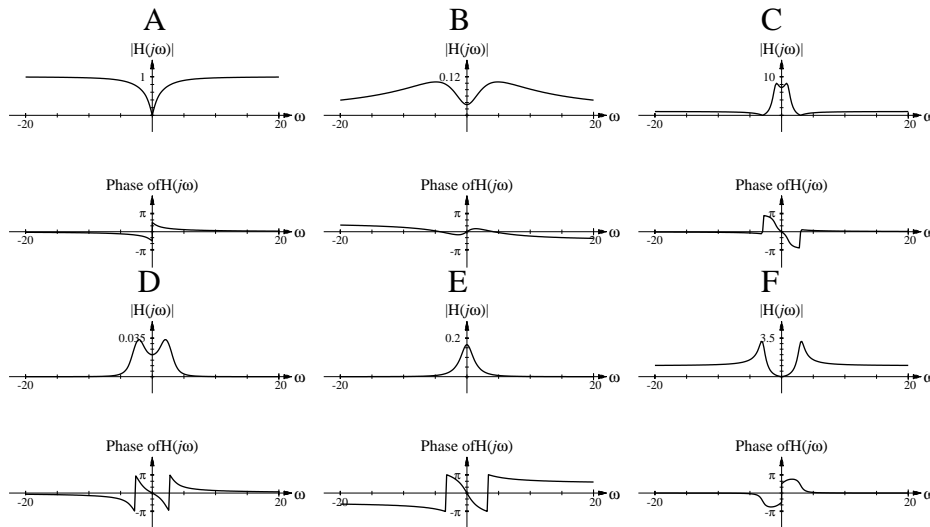 A B C
|H(jω)| |H(jω)| |H(jω)|
1 0.12 10
-20 20 ω -20 20 ω -20 20 ω
Phase ofH(jω) Phase ofH(jω) Phase ofH(jω)
π π π
-20 20 ω -20 20 ω -20 20 ω
-π -π -π
D E F
|H(jω)| |H(jω)| |H(jω)|
0.035 0.2 3.5
-20 20 ω -20 20 ω -20 20 ω
Phase ofH(jω) Phase ofH(jω) Phase ofH(jω)
π π π
-20 20 ω -20 20 ω -20 20 ω
-π -π -π